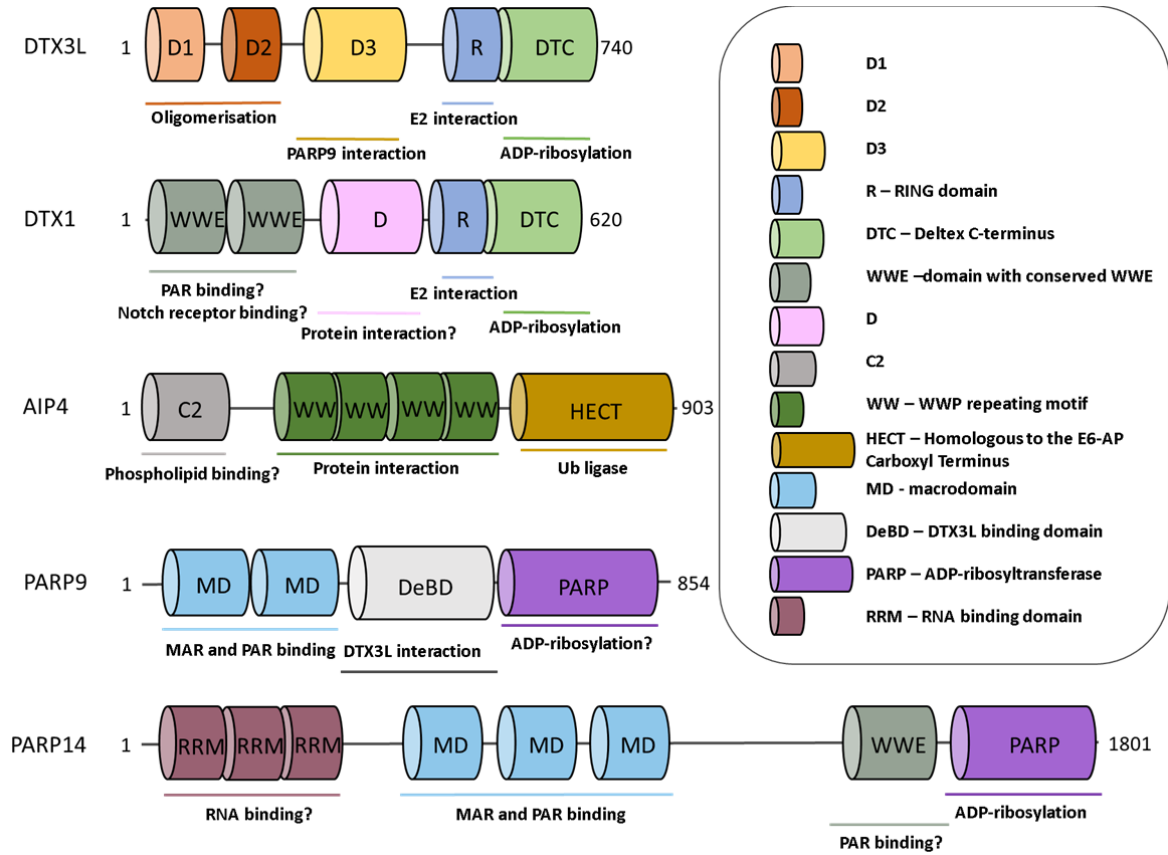 DTX3L 1 D1 D2 D3 R DTC 740
Oligomerisation
E2 interaction
PARP9 interaction
ADP-ribosylation
DTX1 1 WWE WWE D R DTC 620
PAR binding?
Notch receptor binding?
E2 interaction
Protein interaction?
ADP-ribosylation
AIP4 1 C2 WW WW WW WW HECT 903
Phospholipid binding?
Protein interaction
Ub ligase
PARP9 1 MD MD DeBD PARP 854
MAR and PAR binding
DTX3L interaction
ADP-ribosylation?
PARP14 1 RRM RRM RRM MD MD MD WWE PARP 1801
RNA binding?
MAR and PAR binding
PAR binding?
ADP-ribosylation
D1
D2
D3
R – RING domain
DTC – Deltex C-terminus
WWE –domain with conserved WWE
D
C2
WW – WWP repeating motif
HECT – Homologous to the E6-AP
Carboxyl Terminus
MD - macrodomain
DeBD – DTX3L binding domain
PARP – ADP-ribosyltransferase
RRM – RNA binding domain